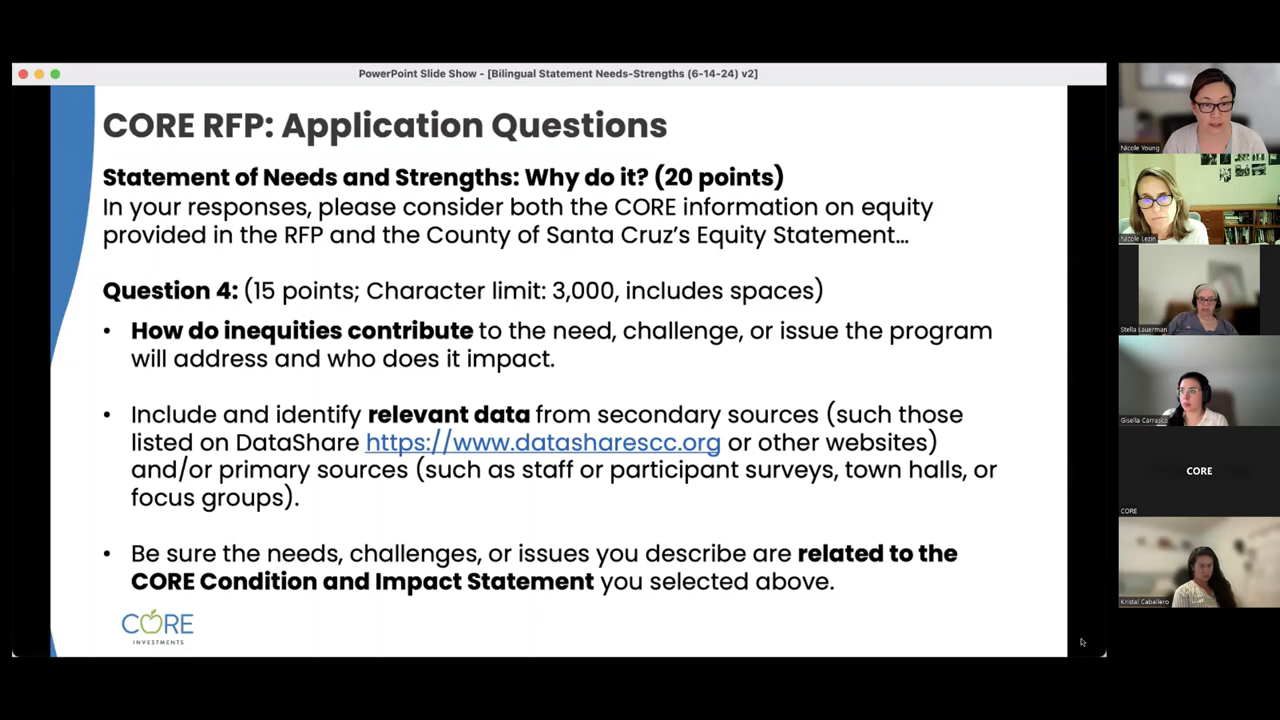 PowerPoint Slide Show - [Bilingual Statement Needs-Strengths (6-14-24) v2]
CORE RFP: Application Questions
Statement of Needs and Strengths: Why do it? (20 points)
In your responses, please consider both the CORE information on equity
provided in the RFP and the County of Santa Cruz’s Equity Statement…
Question 4: (15 points; Character limit: 3,000, includes spaces)
• How do inequities contribute to the need, challenge, or issue the program
will address and who does it impact.
• Include and identify relevant data from secondary sources (such those
listed on DataShare https://www.datasharescc.org or other websites)
and/or primary sources (such as staff or participant surveys, town halls, or
focus groups).
• Be sure the needs, challenges, or issues you describe are related to the
CORE Condition and Impact Statement you selected above.
CORE
INVESTMENTS
Nicole Young
Nicole Lezin
Stella Lauerman
Gisella Carrasco
CORE
CORE
Kristal Caballero